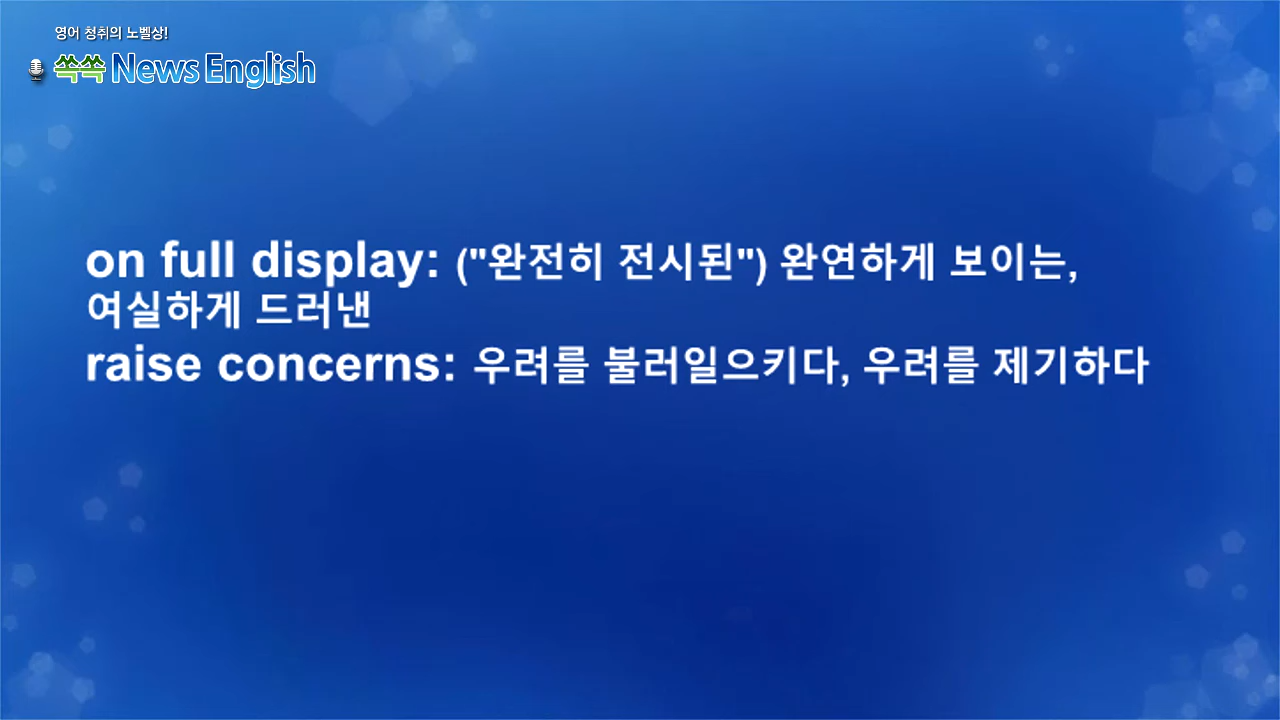 영어 청취의 노벨상!
쏙쏙 News English
on full display: ("완전히 전시된") 완연하게 보이는,
여실하게 드러낸
raise concerns: 우려를 불러일으키다, 우려를 제기하다